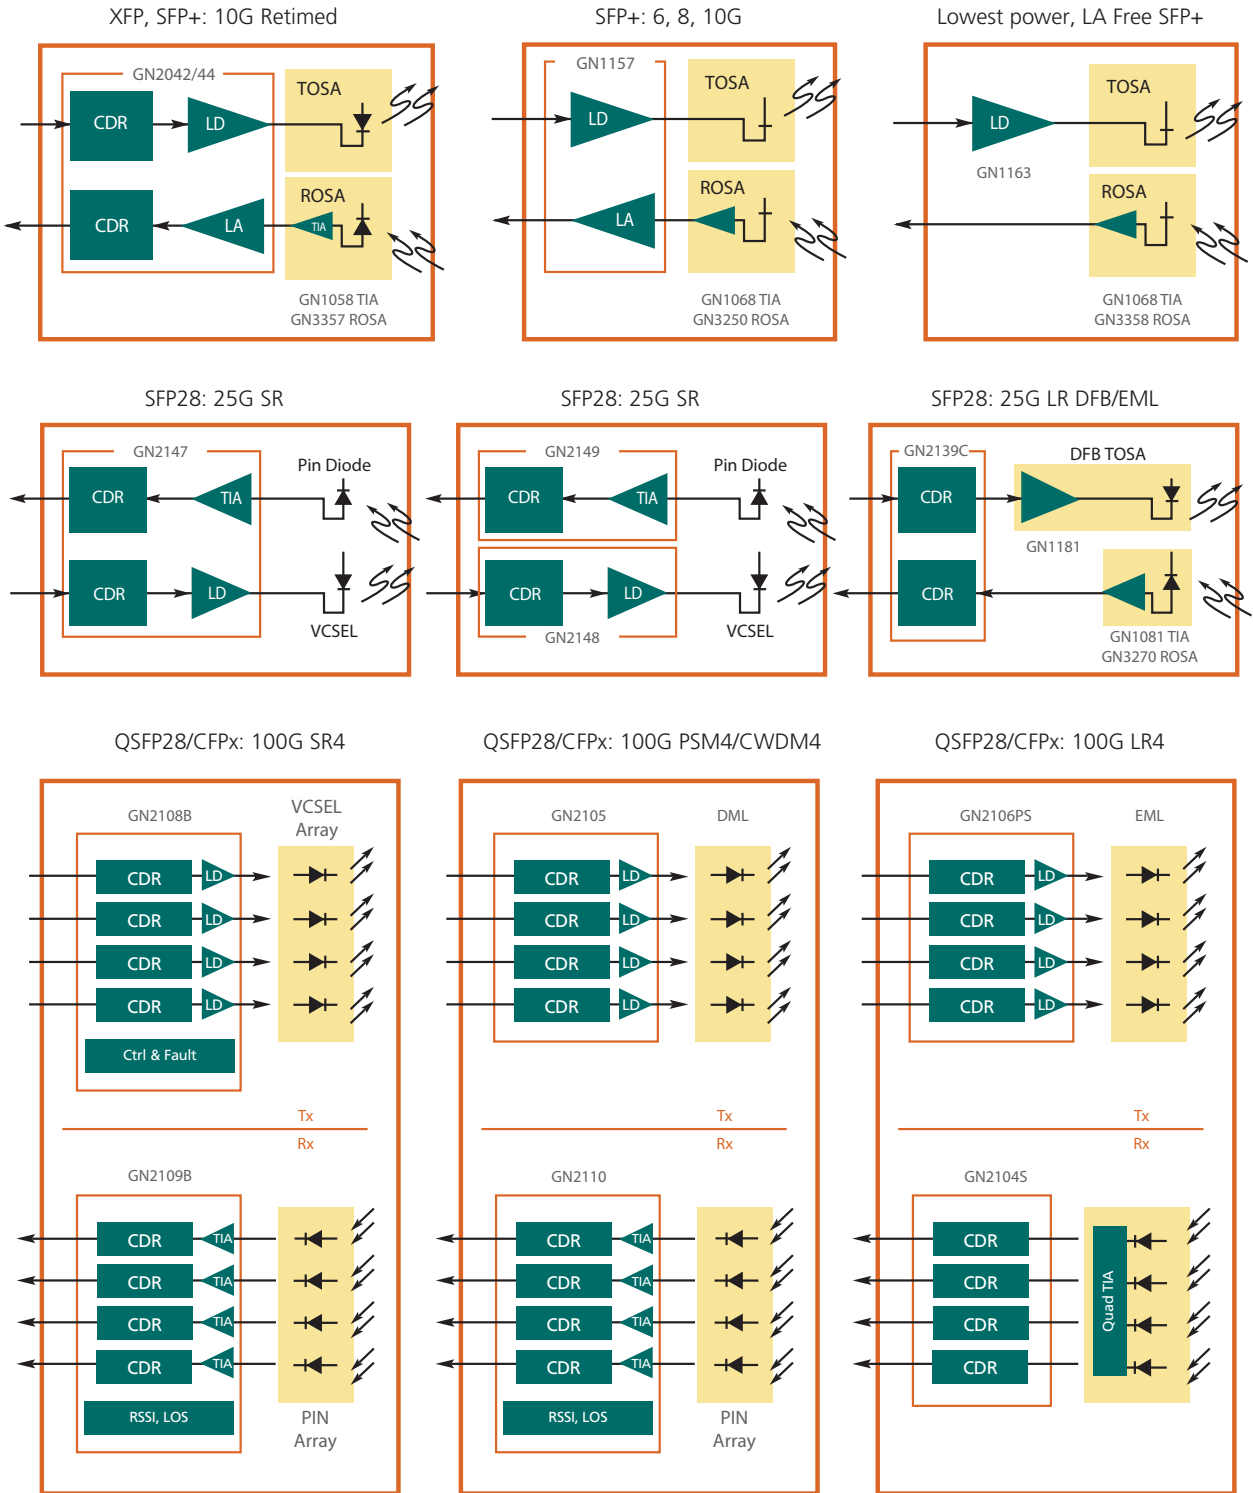 XFP, SFP+: 10G Retimed
GN2042/44
TOSA
CDR
LD
ROSA
CDR
LA
TIA
GN1058 TIA
GN3357 ROSA
SFP+: 6, 8, 10G
GN1157
TOSA
LD
ROSA
LA
GN1068 TIA
GN3250 ROSA
Lowest power, LA Free SFP+
TOSA
LD
GN1163
ROSA
GN1068 TIA
GN3358 ROSA
SFP28: 25G SR
GN2147
Pin Diode
CDR
TIA
CDR
LD
VCSEL
SFP28: 25G SR
GN2149
Pin Diode
CDR
TIA
CDR
LD
GN2148
VCSEL
SFP28: 25G LR DFB/EML
GN2139C
DFB TOSA
CDR
GN1181
CDR
GN1081 TIA
GN3270 ROSA
QSFP28/CFPx: 100G SR4
GN2108B
VCSEL
Array
CDR
LD
CDR
LD
CDR
LD
CDR
LD
Ctrl & Fault
Tx
Rx
GN2109B
CDR
TIA
CDR
TIA
CDR
TIA
CDR
TIA
RSSI, LOS
PIN
Array
QSFP28/CFPx: 100G PSM4/CWDM4
GN2105
DML
CDR
LD
CDR
LD
CDR
LD
CDR
LD
Tx
Rx
GN2110
CDR
TIA
CDR
TIA
CDR
TIA
CDR
TIA
RSSI, LOS
PIN
Array
QSFP28/CFPx: 100G LR4
GN2106PS
EML
CDR
LD
CDR
LD
CDR
LD
CDR
LD
Tx
Rx
GN2104S
CDR
CDR
CDR
CDR
Quad TIA